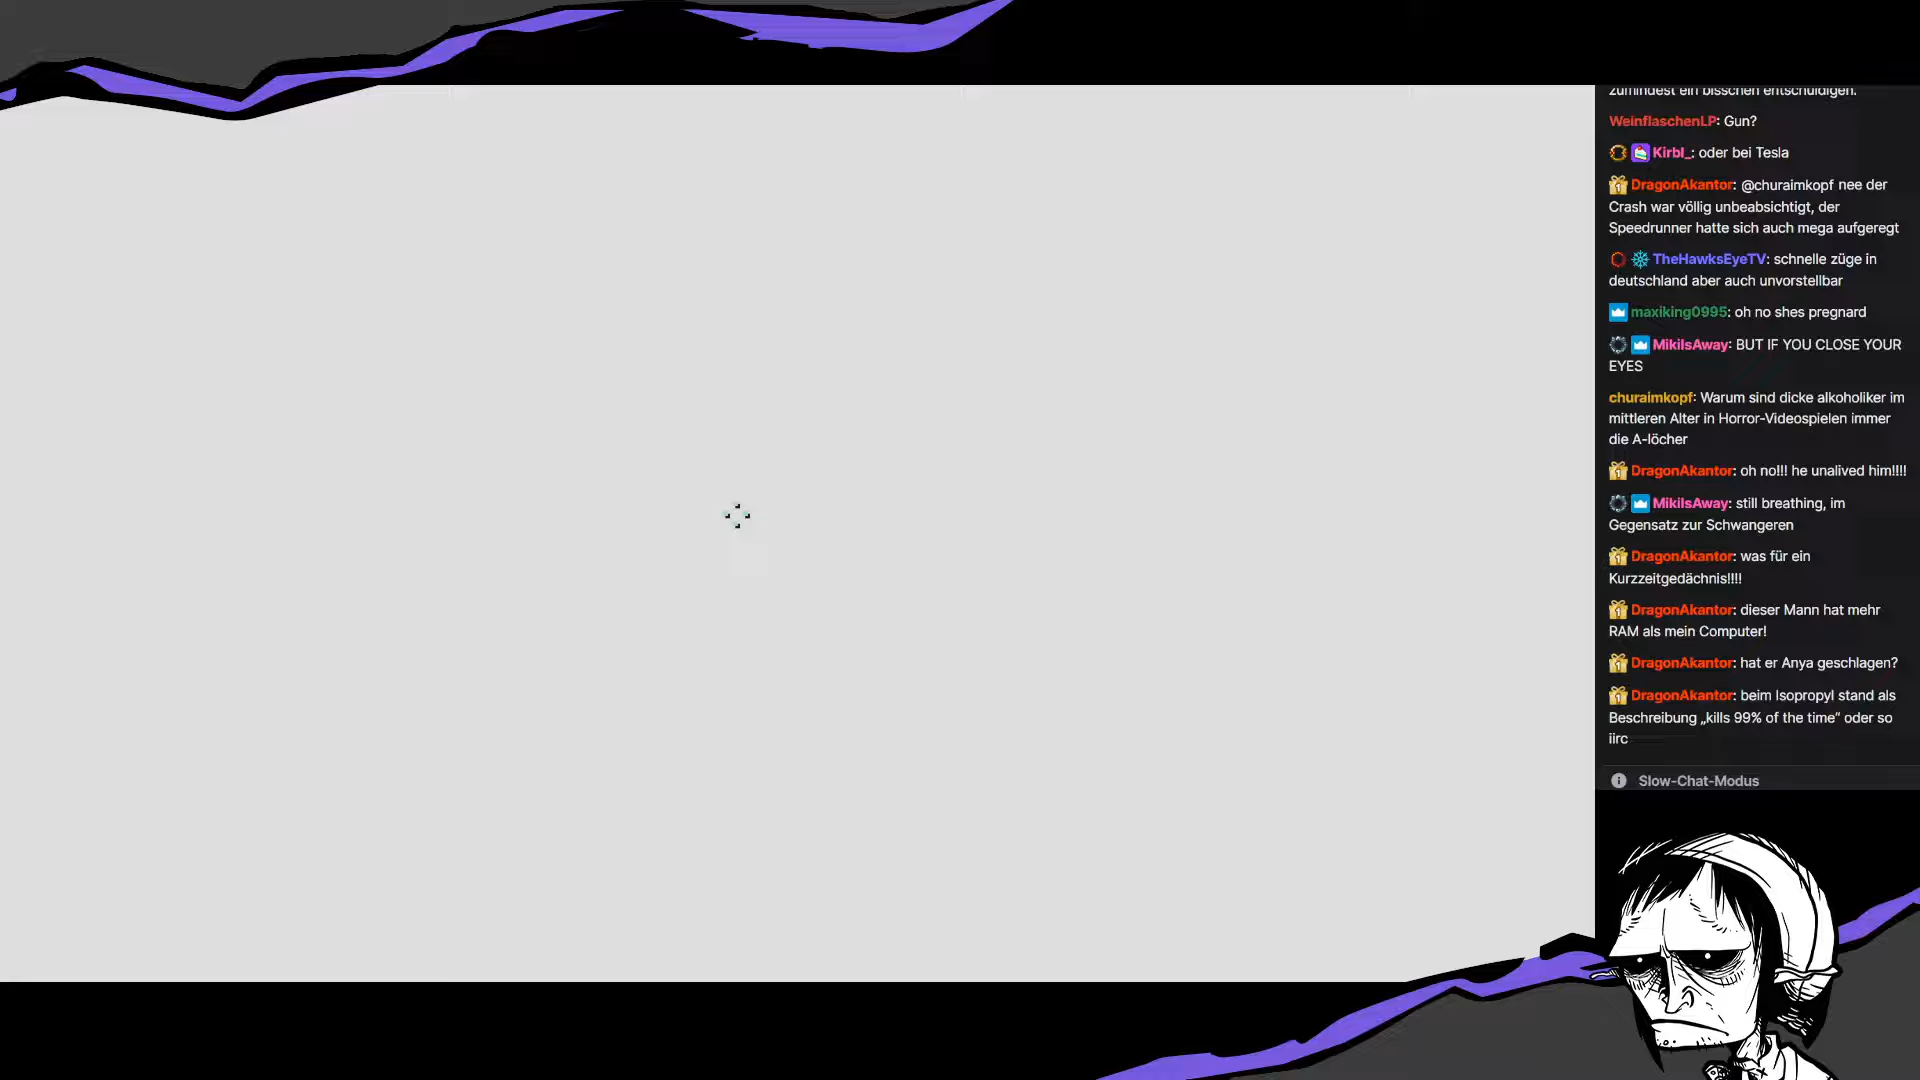 zumindest ein bisschen entschuldigen.
WeinflaschenLP: Gun?
Kirbl_: oder bei Tesla
DragonAkantor: @churaimkopf nee der
Crash war völlig unbeabsichtigt, der
Speedrunner hatte sich auch mega aufgeregt
TheHawksEyeTV: schnelle züge in
deutschland aber auch unvorstellbar
maxiking0995: oh no shes pregnard
MikiIsAway: BUT IF YOU CLOSE YOUR
EYES
churaimkopf: Warum sind dicke alkoholiker im
mittleren Alter in Horror-Videospielen immer
die A-löcher
DragonAkantor: oh no!!! he unalived him!!!!
MikiIsAway: still breathing, im
Gegensatz zur Schwangeren
DragonAkantor: was für ein
Kurzzeitgedächnis!!!!
DragonAkantor: dieser Mann hat mehr
RAM als mein Computer!
DragonAkantor: hat er Anya geschlagen?
DragonAkantor: beim Isopropyl stand als
Beschreibung „kills 99% of the time“ oder so
iirc
Slow-Chat-Modus